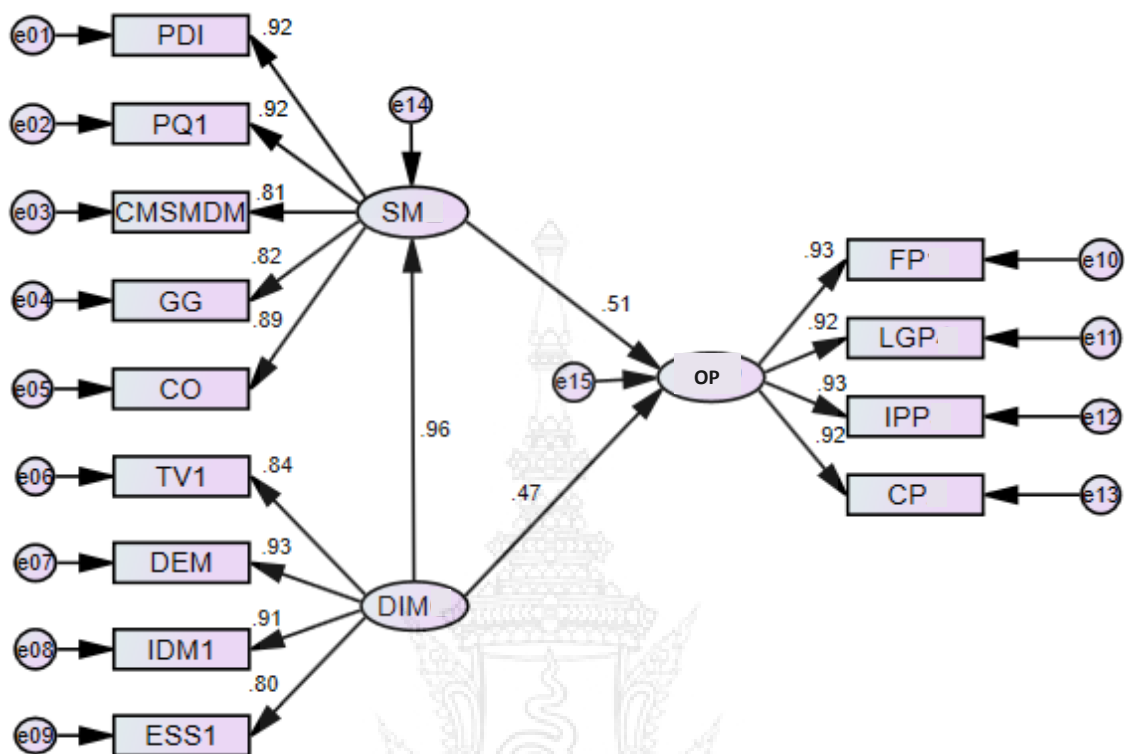 e01
PDI
.92
e02
PQ1
.92
e03
CMSMDM
.81
e04
GG
.82
e05
CO
.89
e14
SM
e06
TV1
.84
e07
DEM
.93
e08
IDM1
.91
e09
ESS1
.80
DIM
.96
.51
.47
e15
OP
.93
FP
e10
.92
LGP
e11
.93
IPP
e12
.92
CP
e13